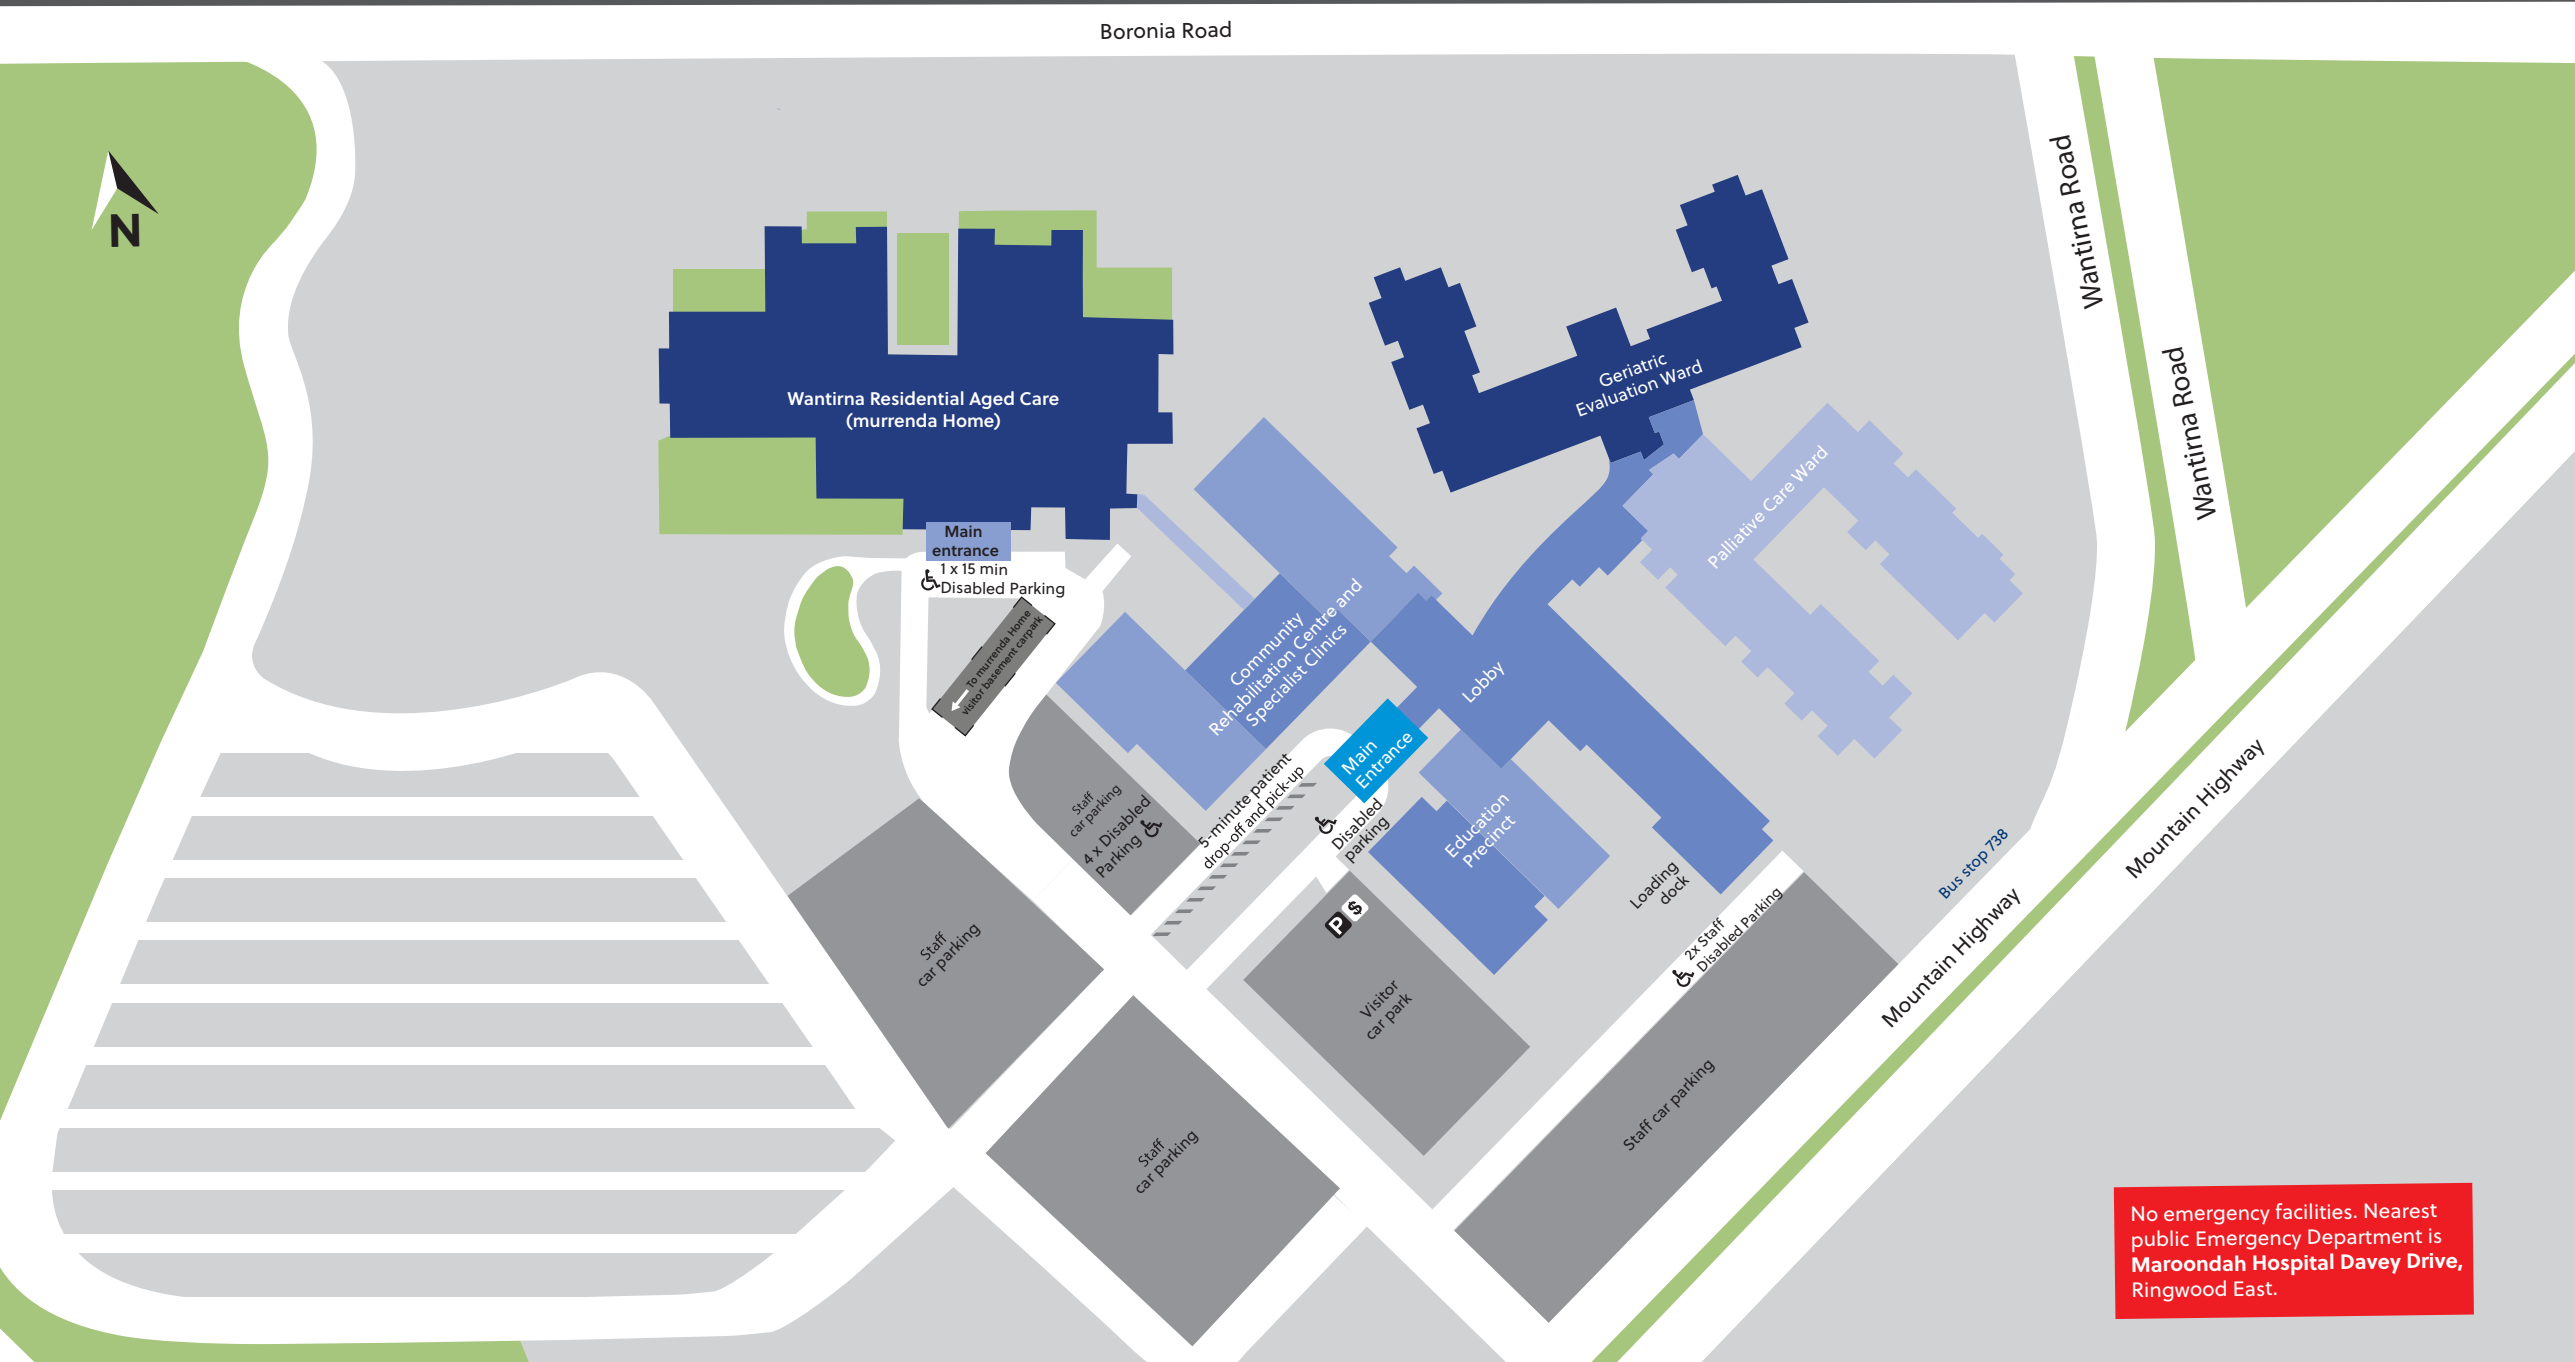 Boronia Road
N
Wantirna Road
Wantirna Road
Wantirna Residential Aged Care
(murrenda Home)
Geriatric
Evaluation Ward
Palliative Care Ward
Main
entrance
1 x 15 min
Disabled Parking
To murrenda Home
visitor basement carpark
Community
Rehabilitation Centre and
Specialist Clinics
Lobby
Main
Entrance
Staff
car parking
4 x Disabled
Parking
5-minute patient
drop-off and pick-up
Disabled
parking
Education
Precinct
Loading
dock
2x Staff
Disabled Parking
Bus stop 738
Mountain Highway
Mountain Highway
P
$
Staff
car parking
Visitor
car park
Staff car parking
Staff
car parking
No emergency facilities. Nearest
public Emergency Department is
Maroondah Hospital Davey Drive,
Ringwood East.